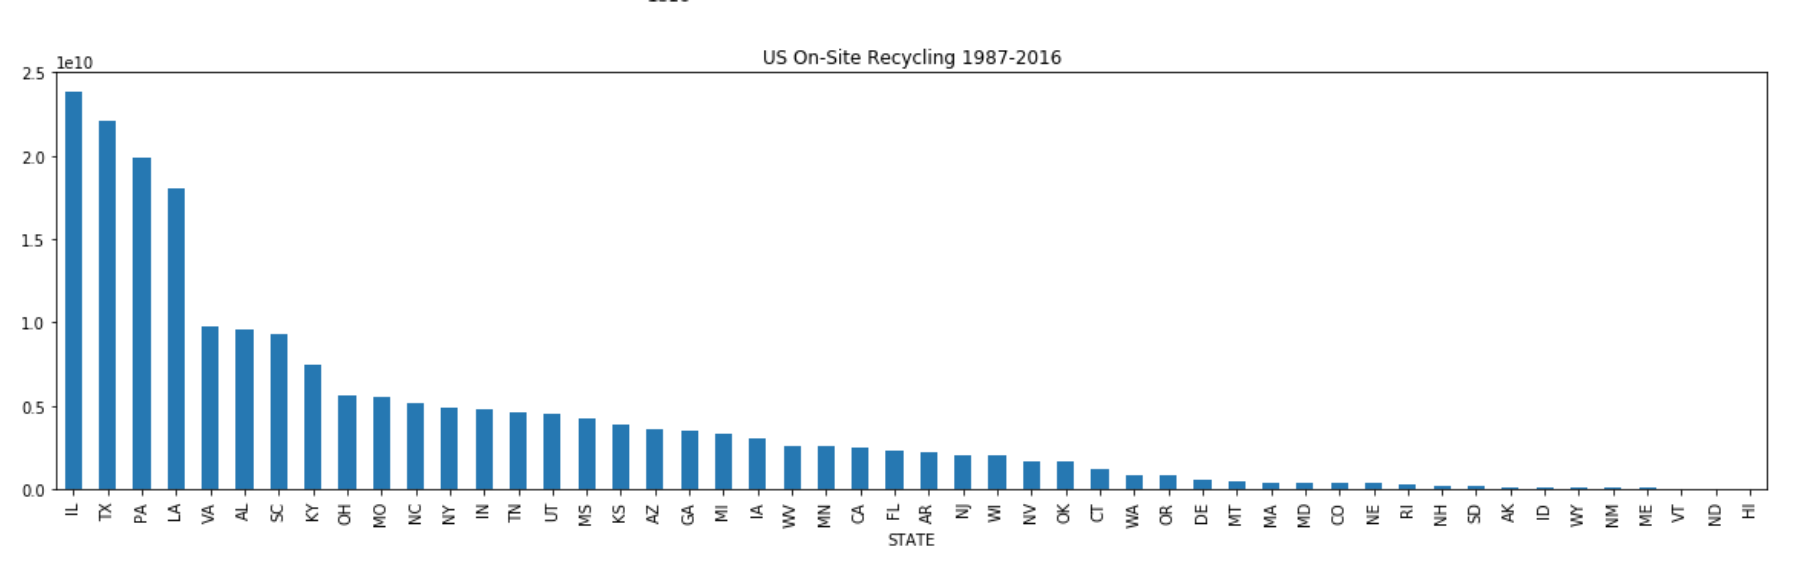 US On-Site Recycling 1987-2016
1e10
2.5
2.0
1.5
1.0
0.5
0.0
IL TX PA LA VA AL SC KY OH MO NC NY IN TN UT MS KS AZ GA MI IA WV MN CA FL AR NJ WI NV OK CT WA OR DE MT MA MD CO NE RI NH SD AK ID WY NM ME VT ND HI
STATE